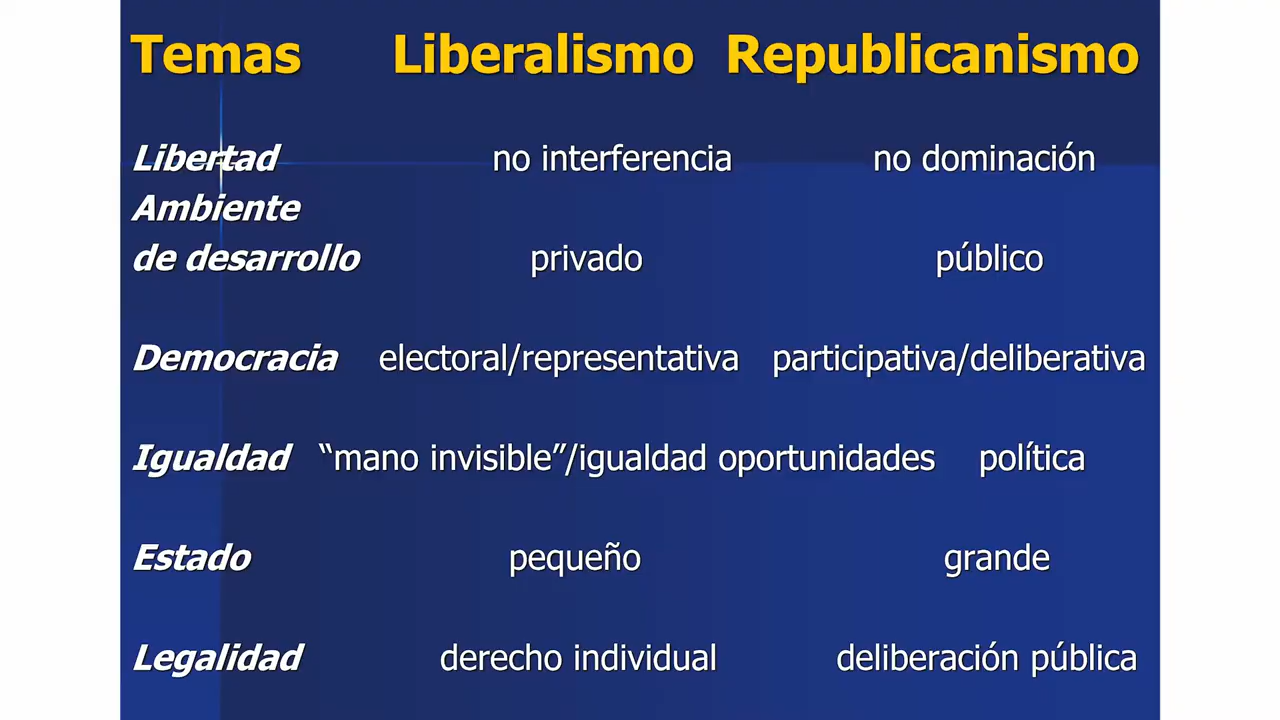 Temas Liberalismo Republicanismo
Libertad no interferencia no dominación
Ambiente
de desarrollo privado público
Democracia electoral/representativa participativa/deliberativa
Igualdad “mano invisible”/igualdad oportunidades política
Estado pequeño grande
Legalidad derecho individual deliberación pública